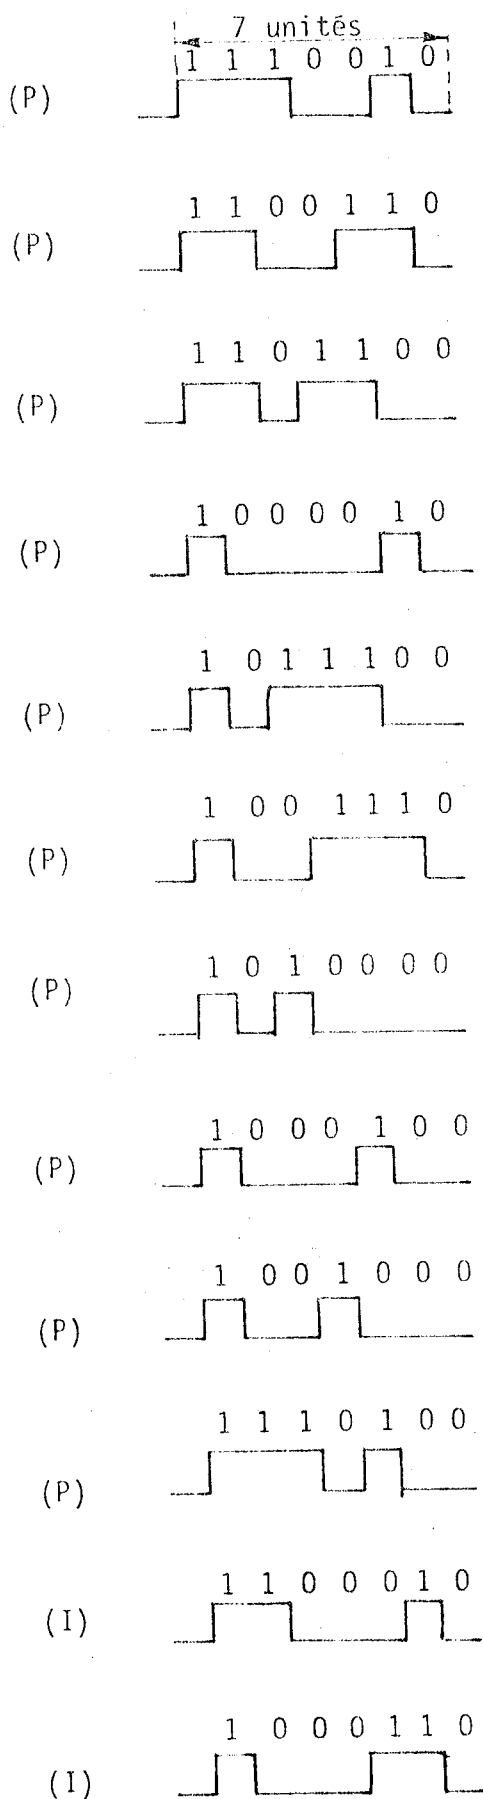 7 unités
1 1 1 0 0 1 0
(P)
1 1 0 0 1 1 0
(P)
1 1 0 1 1 0 0
(P)
1 0 0 0 0 1 0
(P)
1 0 1 1 1 0 0
(P)
1 0 0 1 1 1 0
(P)
1 0 1 0 0 0 0
(P)
1 0 0 0 1 0 0
(P)
1 0 0 1 0 0 0
(P)
1 1 1 0 1 0 0
(P)
1 1 0 0 0 1 0
(I)
1 0 0 0 1 1 0
(I)